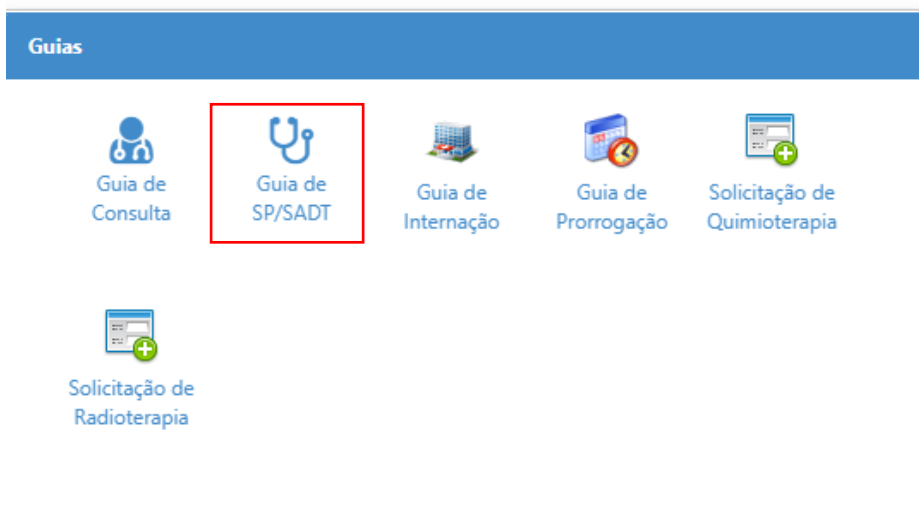 Guias
Guia de
Consulta
Guia de
SP/SADT
Guia de
Internação
Guia de
Prorrogação
Solicitação de
Quimioterapia
Solicitação de
Radioterapia